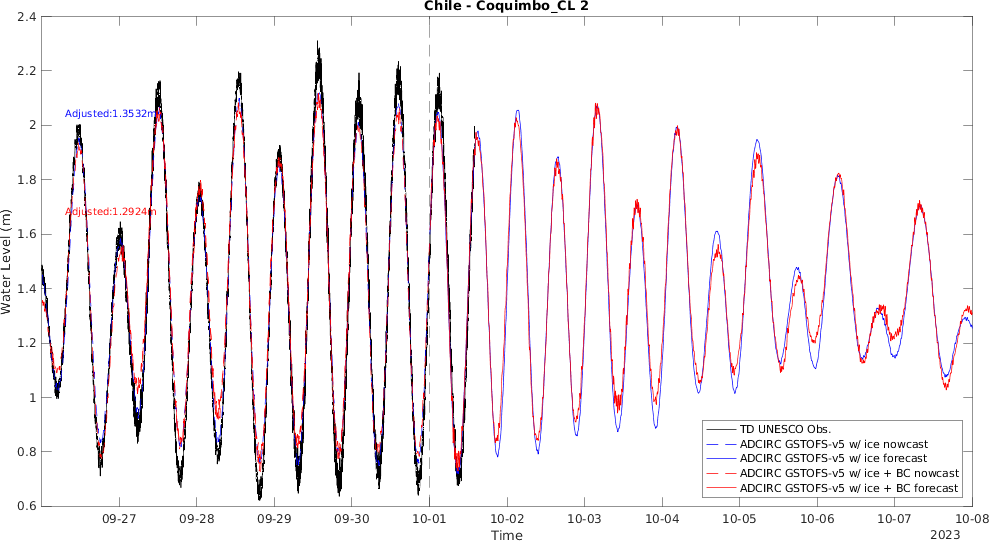 Chile - Coquimbo_CL 2
Water Level (m)
2.4
2.2
2
1.8
1.6
1.4
1.2
1
0.8
0.6
Adjusted:1.3532m
Adjusted:1.2924m
TD UNESCO Obs.
ADCIRC GSTOFS-v5 w/ ice nowcast
ADCIRC GSTOFS-v5 w/ ice forecast
ADCIRC GSTOFS-v5 w/ ice + BC nowcast
ADCIRC GSTOFS-v5 w/ ice + BC forecast
09-27 09-28 09-29 09-30 10-01 10-02 10-03 10-04 10-05 10-06 10-07 10-08
Time
2023